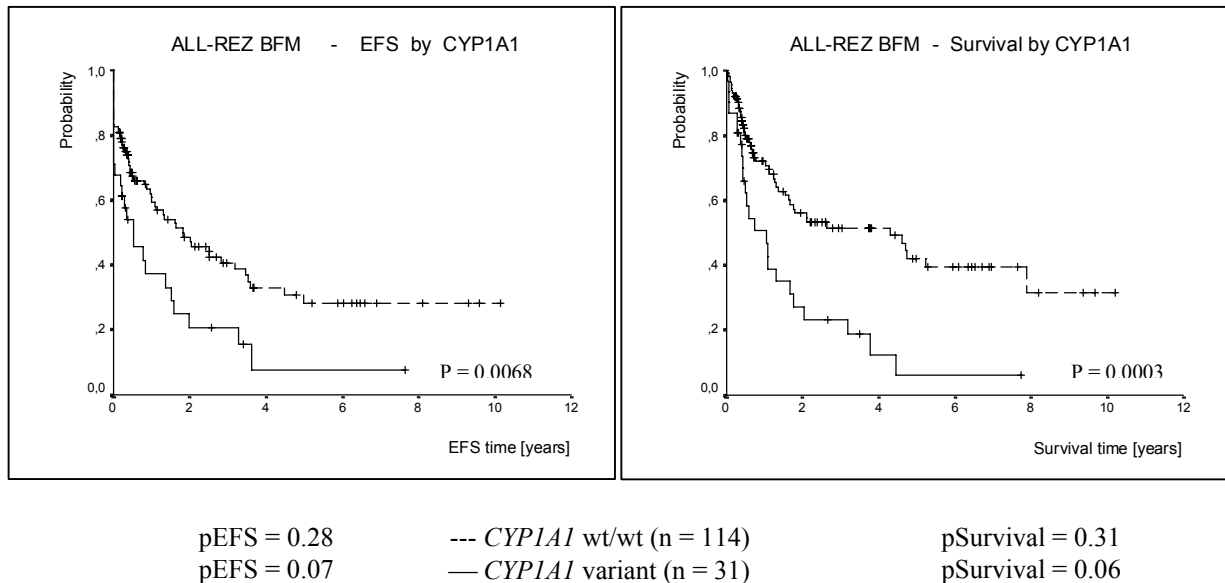 ALL-REZ BFM - EFS by CYP1A1
Probability
1,0
,8
,6
,4
,2
0,0
P = 0.0068
0 2 4 6 8 10 12
EFS time [years]
ALL-REZ BFM - Survival by CYP1A1
Probability
1,0
,8
,6
,4
,2
0,0
P = 0.0003
0 2 4 6 8 10 12
Survival time [years]
pEFS = 0.28 --- CYP1A1 wt/wt (n = 114) pSurvival = 0.31
pEFS = 0.07 — CYP1A1 variant (n = 31) pSurvival = 0.06